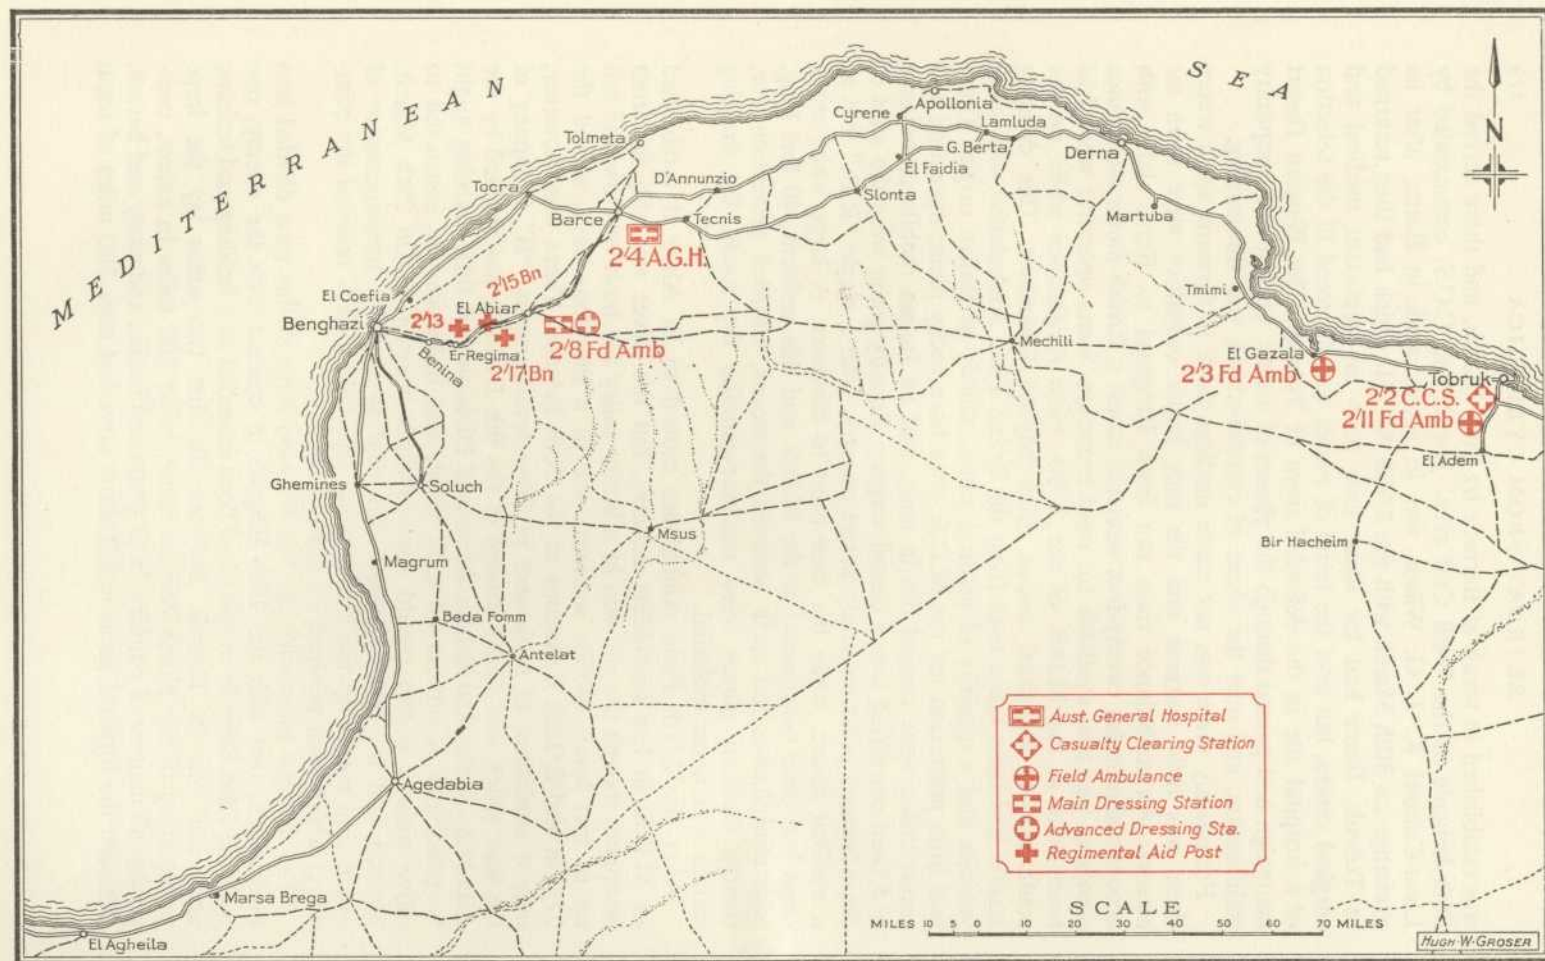 MEDITERRANEAN
SEA
N
Apollonia
Cyrene
Lamluda
Tolmeta
G. Berta
Derna
El Faidia
D'Annunzio
Tocra
Slonta
Barce
Tecnis
Martuba
2/4 A.G.H.
2/15 Bn
El Coefia
El Abiar
Tmimi
Benghazi
2/13
Benina
Er Regima
2/8 Fd Amb
2/17 Bn
Mechili
El Gazala
2/3 Fd Amb
Tobruk
2/2 C.C.S.
2/11 Fd Amb
El Adem
Ghemines
Soluch
Msus
Bir Hacheim
Magrum
Beda Fomm
Antelat
Agedabia
Marsa Brega
El Agheila
Aust. General Hospital
Casualty Clearing Station
Field Ambulance
Main Dressing Station
Advanced Dressing Sta.
Regimental Aid Post
SCALE
MILES 10 5 0 10 20 30 40 50 60 70 MILES
HUGH·W·GROSER